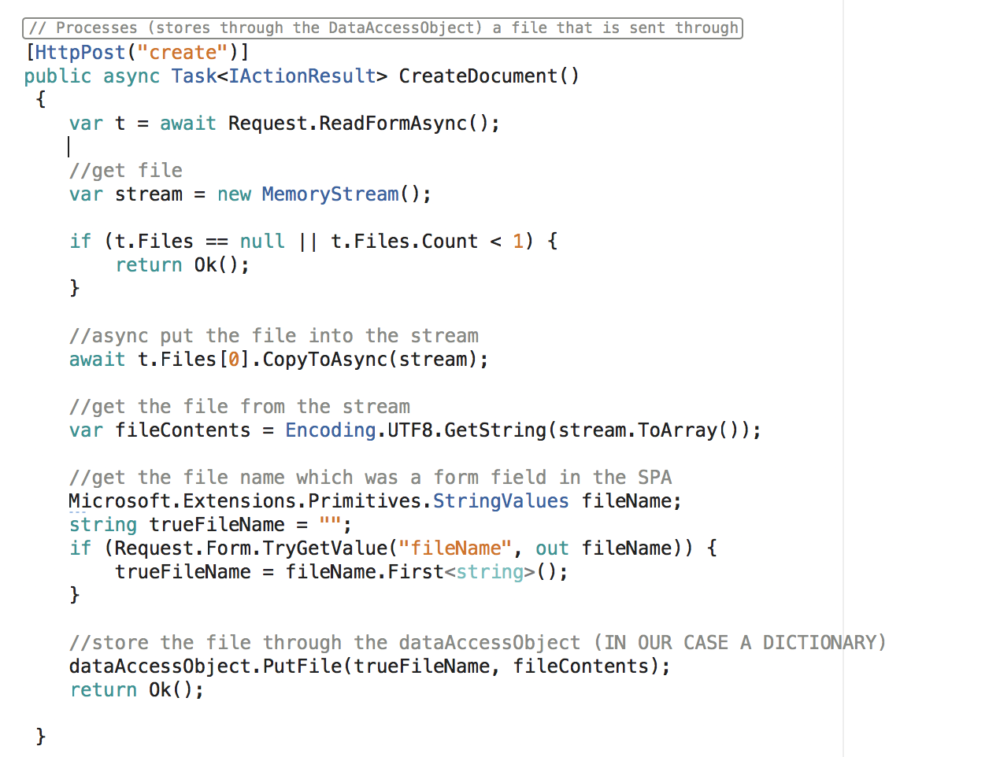 // Processes (stores through the DataAccessObject) a file that is sent through
[HttpPost("create")]
public async Task<IActionResult> CreateDocument()
{
var t = await Request.ReadFormAsync();
//get file
var stream = new MemoryStream();
if (t.Files == null || t.Files.Count < 1) {
return Ok();
}
//async put the file into the stream
await t.Files[0].CopyToAsync(stream);
//get the file from the stream
var fileContents = Encoding.UTF8.GetString(stream.ToArray());
//get the file name which was a form field in the SPA
Microsoft.Extensions.Primitives.StringValues fileName;
string trueFileName = "";
if (Request.Form.TryGetValue("fileName", out fileName)) {
trueFileName = fileName.First<string>();
}
//store the file through the dataAccessObject (IN OUR CASE A DICTIONARY)
dataAccessObject.PutFile(trueFileName, fileContents);
return Ok();
}